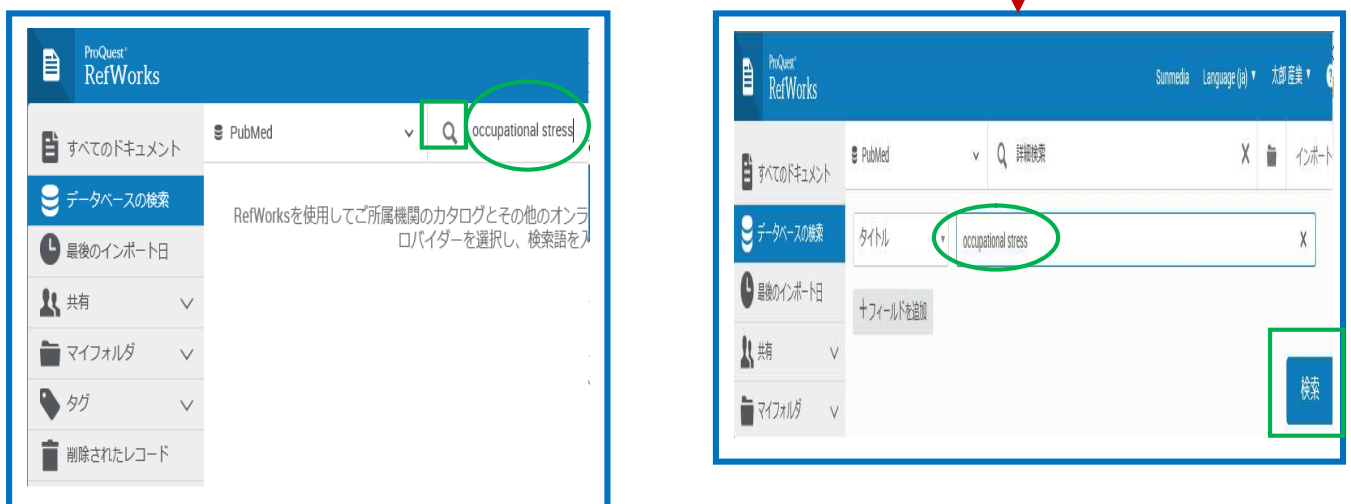 ProQuest®
RefWorks
すべてのドキュメント
PubMed
occupational stress
データベースの検索
RefWorksを使用してご所属機関のカタログとその他のオンラ
ロバイダーを選択し、検索語を入
最後のインポート日
共有
マイフォルダ
タグ
削除されたレコード
ProQuest®
RefWorks
Sunmedia Language (ja) 太郎 産業
すべてのドキュメント
PubMed
詳細検索
X
インポート
データベースの検索
タイトル
occupational stress
X
最後のインポート日
+フィールドを追加
共有
検索
マイフォルダ